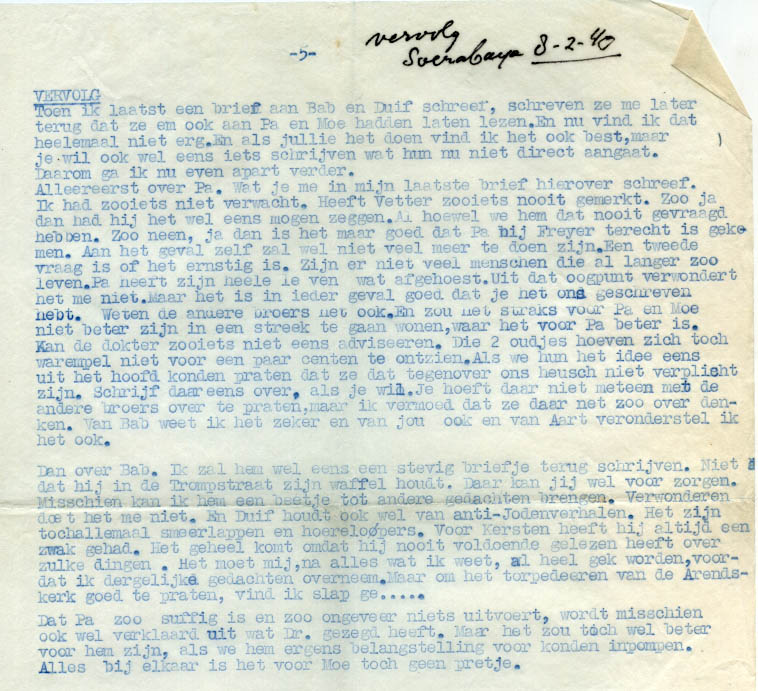 -5-
vervolg
Soerabaya 8-2-40
VERVOLG
Toen ik laatst een brief aan Bab en Duif schreef, schreven ze me later
terug dat ze em ook aan Pa en Moe hadden laten lezen.En nu vind ik dat
heelemaal niet erg.En als jullie het doen vind ik het ook best,maar
je wil ook wel eens iets schrijven wat hun nu niet direct aangaat.
Daarom ga ik nu even apart verder.
Alleereerst over Pa. Wat je me in mijn laatste brief hierover schreef.
Ik had zooiets niet verwacht. Heeft Vetter zooiets nooit gemerkt. Zoo ja
dan had hij het wel eens mogen zeggen.Al hoewel we hem dat nooit gevraagd
hebben. Zoo neen, ja dan is het maar goed dat Pa bij Freyer terecht is geko
men. Aan het geval zelf zal wel niet veel meer te doen zijn.Een tweede
vraag is of het ernstig is. Zijn er niet veel menschen die al langer zoo
leven.Pa heeft zijn heele le ven wat afgehoest.Uit dat oogpunt verwondert
het me niet.Maar het is in ieder geval goed dat je het ons geschreven
hebt. Weten de andere broers het ook.En zou het straks voor Pa en Moe
niet beter zijn in een streek te gaan wonen,waar het voor Pa beter is.
Kan de dokter zooiets niet eens adviseeren. Die 2 oudjes hoeven zich toch
warempel niet voor een paar centen te ontzien.Als we hun het idee eens
uit het hoofd konden praten dat ze dat tegenover ons heusch niet verplicht
zijn. Schrijf daareens over, als je wil.Je hoeft daar niet meteen met de
andere broers over te praten,maar ik vermoed dat ze daar net zoo over den-
ken. Van Bab weet ik het zeker en van jou ook en van Aart veronderstel ik
het ook.
Dan over Bab. Ik zal hem wel eens een stevig briefje terug schrijven. Niet
dat hij in de Trompstraat zijn waffel houdt. Daar kan jij wel voor zorgen.
Misschien kan ik hem een beetje tot andere gedachten brengen. Verwonderen
doet het me niet. En Duif houdt ook wel van anti-Jodenverhalen. Het zijn
tochallemaal smeerlappen en hoereloopers. Voor Kersten heeft hij altijd een
zwak gehad. Het geheel komt omdat hij nooit voldoende gelezen heeft over
zulke dingen . Het moet mij,na alles wat ik weet, al heel gek worden,voor-
dat ik dergelijke gedachten overneem.Maar om het torpedeeren van de Arends-
kerk goed te praten, vind ik slap ge.....
Dat Pa zoo suffig is en zoo ongeveer niets uitvoert, wordt misschien
ook wel verklaard uit wat Dr. gezegd heeft. Maar het zou toch wel beter
voor hem zijn, als we hem ergens belangstelling voor konden inpompen.
Alles bij elkaar is het voor Moe toch geen pretje.